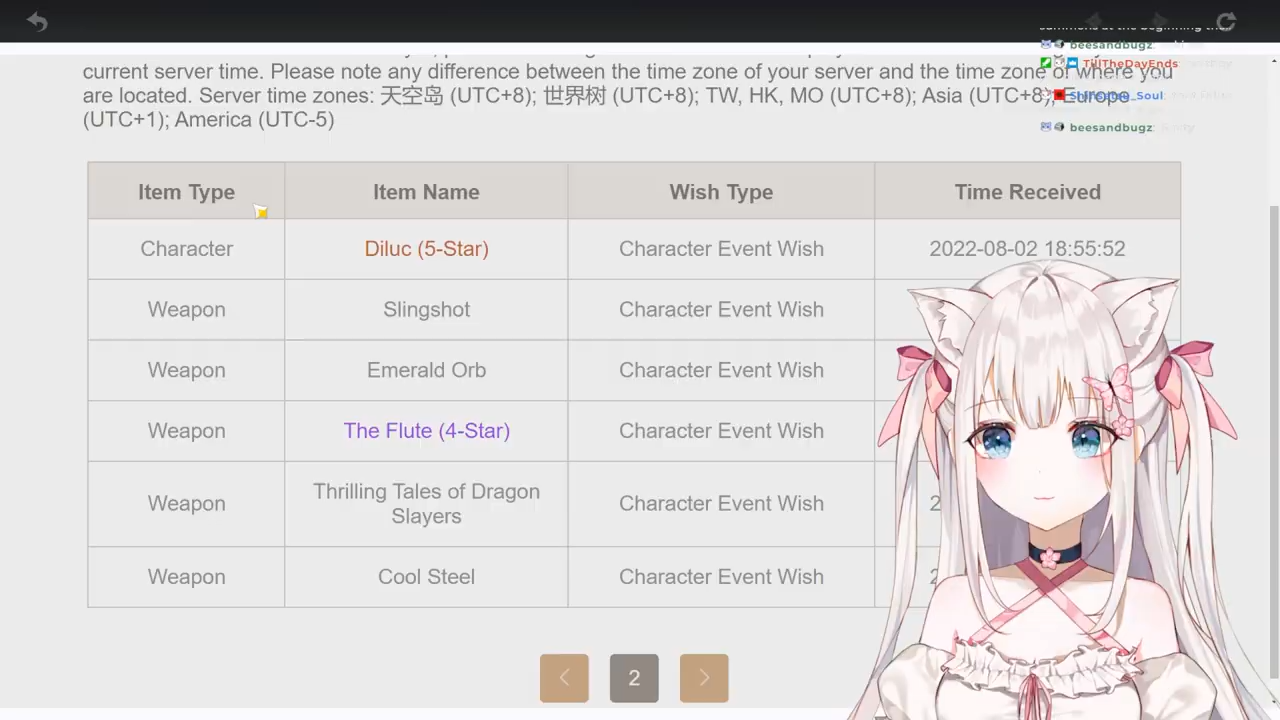 current server time. Please note any difference between the time zone of your server and the time zone of where you
are located. Server time zones: 天空岛 (UTC+8); 世界树 (UTC+8); TW, HK, MO (UTC+8); Asia (UTC+8); Europe
(UTC+1); America (UTC-5)
beesandbugz:
TillTheDayEnds
beesandbugz:
Item Type Item Name Wish Type Time Received
Character Diluc (5-Star) Character Event Wish 2022-08-02 18:55:52
Weapon Slingshot Character Event Wish
Weapon Emerald Orb Character Event Wish
Weapon The Flute (4-Star) Character Event Wish
Weapon Thrilling Tales of Dragon Slayers Character Event Wish 2
Weapon Cool Steel Character Event Wish 2
2